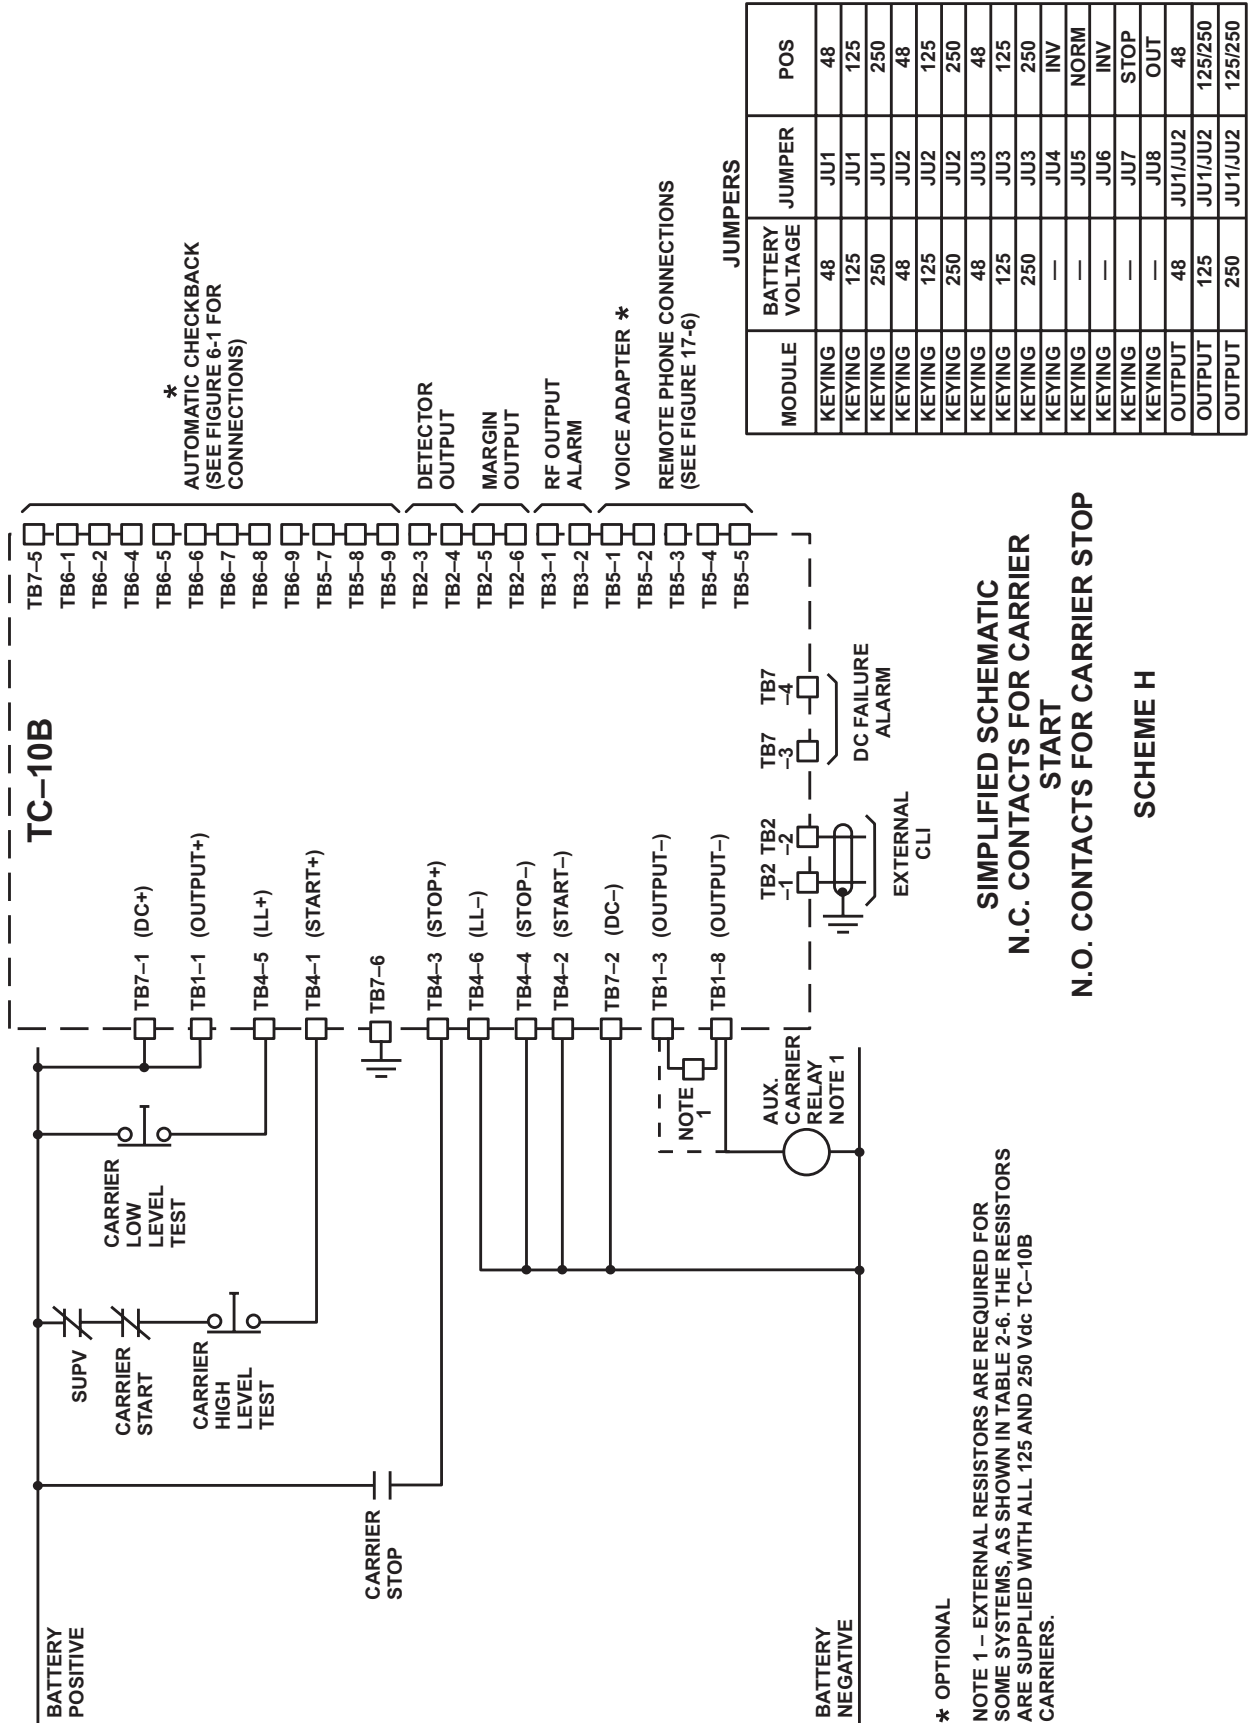 BATTERY
POSITIVE
CARRIER
STOP
SUPV
CARRIER
START
CARRIER
HIGH
LEVEL
TEST
CARRIER
LOW
LEVEL
TEST
BATTERY
NEGATIVE
AUX.
CARRIER
RELAY
NOTE 1
NOTE
1
TC–10B
TB7–1 (DC+)
TB1–1 (OUTPUT+)
TB4–5 (LL+)
TB4–1 (START+)
TB7–6
TB4–3 (STOP+)
TB4–6 (LL–)
TB4–4 (STOP–)
TB4–2 (START–)
TB7–2 (DC–)
TB1–3 (OUTPUT–)
TB1–8 (OUTPUT–)
TB2
–1
TB2
–2
EXTERNAL
CLI
TB7
–3
TB7
–4
DC FAILURE
ALARM
TB7–5
TB6–1
TB6–2
TB6–4
TB6–5
TB6–6
TB6–7
TB6–8
TB6–9
TB5–7
TB5–8
TB5–9
TB2–3
TB2–4
TB2–5
TB2–6
TB3–1
TB3–2
TB5–1
TB5–2
TB5–3
TB5–4
TB5–5
*
AUTOMATIC CHECKBACK
(SEE FIGURE 6-1 FOR
CONNECTIONS)
DETECTOR
OUTPUT
MARGIN
OUTPUT
RF OUTPUT
ALARM
VOICE ADAPTER *
REMOTE PHONE CONNECTIONS
(SEE FIGURE 17-6)
* OPTIONAL
NOTE 1 – EXTERNAL RESISTORS ARE REQUIRED FOR
SOME SYSTEMS, AS SHOWN IN TABLE 2-6. THE RESISTORS
ARE SUPPLIED WITH ALL 125 AND 250 Vdc TC–10B
CARRIERS.
SIMPLIFIED SCHEMATIC
N.C. CONTACTS FOR CARRIER
START
N.O. CONTACTS FOR CARRIER STOP
SCHEME H
JUMPERS
MODULE BATTERY VOLTAGE JUMPER POS
KEYING 48 JU1 48
KEYING 125 JU1 125
KEYING 250 JU1 250
KEYING 48 JU2 48
KEYING 125 JU2 125
KEYING 250 JU2 250
KEYING 48 JU3 48
KEYING 125 JU3 125
KEYING 250 JU3 250
KEYING — JU4 INV
KEYING — JU5 NORM
KEYING — JU6 INV
KEYING — JU7 STOP
KEYING — JU8 OUT
OUTPUT 48 JU1/JU2 48
OUTPUT 125 JU1/JU2 125/250
OUTPUT 250 JU1/JU2 125/250